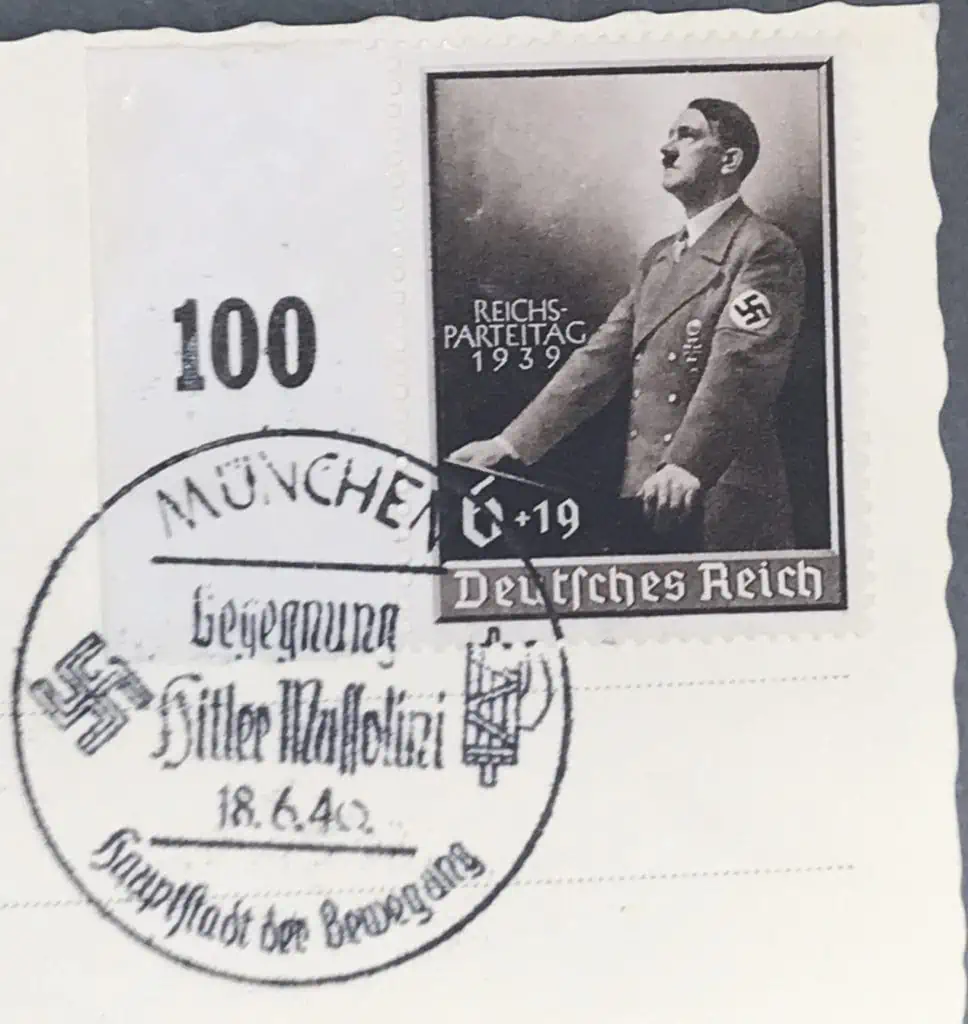 100
REICHS-
PARTEITAG
1939
6+19
Deutsches Reich
MÜNCHEN
Begegnung
Hitler Mussolini
18.6.40.
Hauptstadt der Bewegung